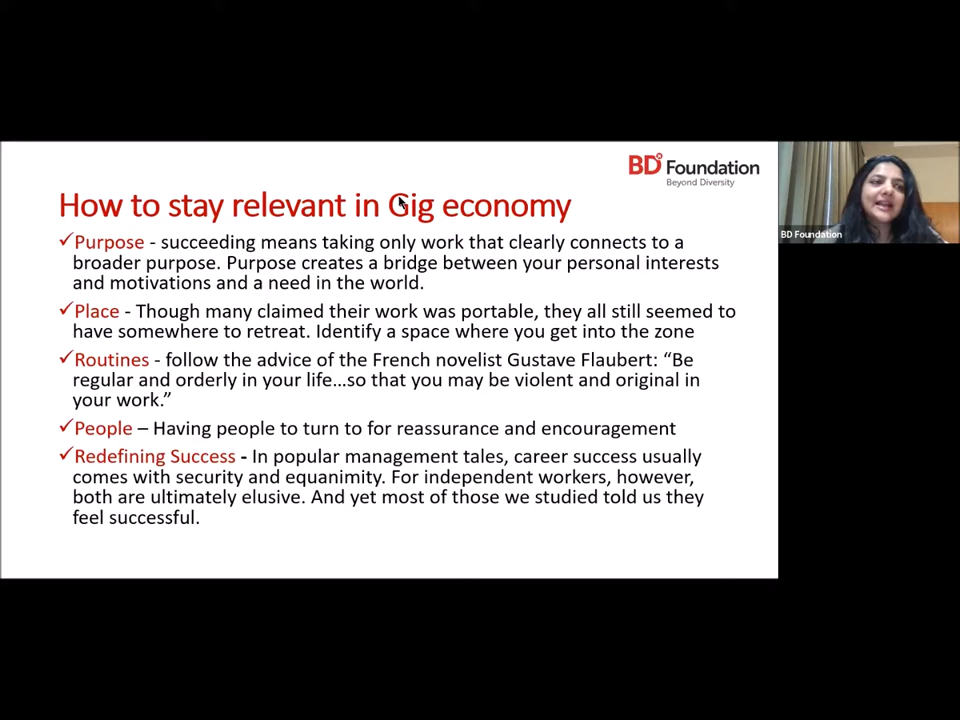 BD Foundation
Beyond Diversity
How to stay relevant in Gig economy
✓Purpose - succeeding means taking only work that clearly connects to a
broader purpose. Purpose creates a bridge between your personal interests
and motivations and a need in the world.
✓Place - Though many claimed their work was portable, they all still seemed to
have somewhere to retreat. Identify a space where you get into the zone
✓Routines - follow the advice of the French novelist Gustave Flaubert: “Be
regular and orderly in your life…so that you may be violent and original in
your work.”
✓People – Having people to turn to for reassurance and encouragement
✓Redefining Success - In popular management tales, career success usually
comes with security and equanimity. For independent workers, however,
both are ultimately elusive. And yet most of those we studied told us they
feel successful.
BD Foundation